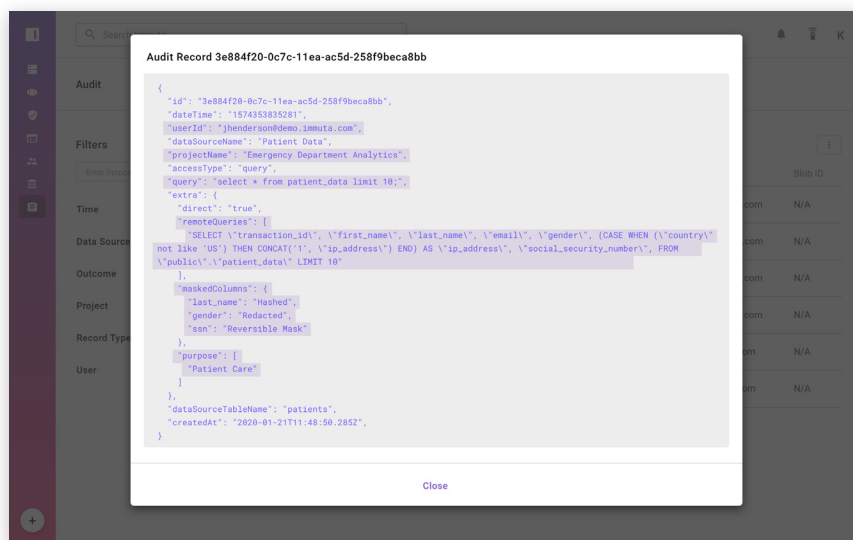 Search
K
Audit
Audit Record 3e884f20-0c7c-11ea-ac5d-258f9beca8bb
{
"id": "3e884f20-0c7c-11ea-ac5d-258f9beca8bb",
"dateTime": "1574353835281",
"userId": "jhenderson@demo.immuta.com",
"dataSourceName": "Patient Data",
"projectName": "Emergency Department Analytics",
"accessType": "query",
"query": "select * from patient_data limit 10;",
"extra": {
"direct": "true",
"remoteQueries": [
"SELECT \"transaction_id\", \"first_name\", \"last_name\", \"email\", \"gender\", (CASE WHEN (\"country\"
not like 'US') THEN CONCAT('1', \"ip_address\") END) AS \"ip_address\", \"social_security_number\", FROM
\"public\".\"patient_data\" LIMIT 10"
],
"maskedColumns": {
"last_name": "Hashed",
"gender": "Redacted",
"ssn": "Reversible Mask"
},
"purpose": [
"Patient Care"
]
},
"dataSourceTableName": "patients",
"createdAt": "2020-01-21T11:48:50.285Z",
}
Close
Filters
Enter Purpo
Time
Data Source
Outcome
Project
Record Type
User
Blob ID
.com N/A
.com N/A
.com N/A
com N/A
com N/A